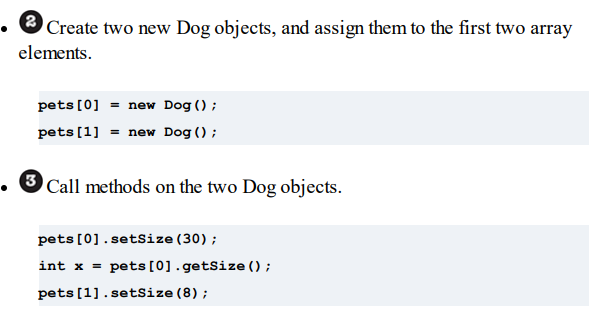 • 2 Create two new Dog objects, and assign them to the first two array
elements.
pets[0] = new Dog();
pets[1] = new Dog();
• 3 Call methods on the two Dog objects.
pets[0].setSize(30);
int x = pets[0].getSize();
pets[1].setSize(8);